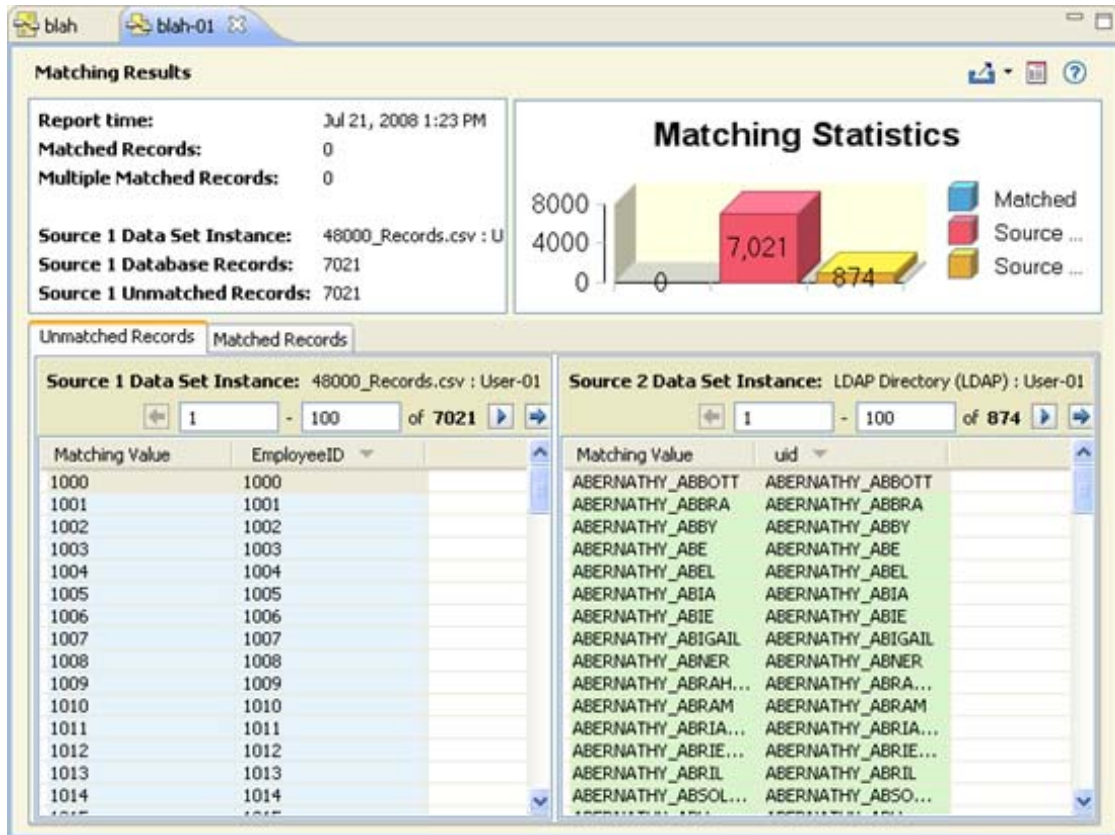 blah
blah-01
Matching Results
Report time: Jul 21, 2008 1:23 PM
Matched Records: 0
Multiple Matched Records: 0
Source 1 Data Set Instance: 48000_Records.csv : U
Source 1 Database Records: 7021
Source 1 Unmatched Records: 7021
Matching Statistics
8000
4000
0
0
7,021
874
Matched
Source ...
Source ...
Unmatched Records
Matched Records
Source 1 Data Set Instance: 48000_Records.csv : User-01
1 - 100 of 7021
Matching Value EmployeeID
1000 1000
1001 1001
1002 1002
1003 1003
1004 1004
1005 1005
1006 1006
1007 1007
1008 1008
1009 1009
1010 1010
1011 1011
1012 1012
1013 1013
1014 1014
Source 2 Data Set Instance: LDAP Directory (LDAP) : User-01
1 - 100 of 874
Matching Value uid
ABERNATHY_ABBOTT ABERNATHY_ABBOTT
ABERNATHY_ABBRA ABERNATHY_ABBRA
ABERNATHY_ABBY ABERNATHY_ABBY
ABERNATHY_ABE ABERNATHY_ABE
ABERNATHY_ABEL ABERNATHY_ABEL
ABERNATHY_ABIA ABERNATHY_ABIA
ABERNATHY_ABIE ABERNATHY_ABIE
ABERNATHY_ABIGAIL ABERNATHY_ABIGAIL
ABERNATHY_ABNER ABERNATHY_ABNER
ABERNATHY_ABRAH... ABERNATHY_ABRA...
ABERNATHY_ABRAM ABERNATHY_ABRAM
ABERNATHY_ABRIA... ABERNATHY_ABRIA...
ABERNATHY_ABRIE... ABERNATHY_ABRIE...
ABERNATHY_ABRIL ABERNATHY_ABRIL
ABERNATHY_ABSOL... ABERNATHY_ABSO...